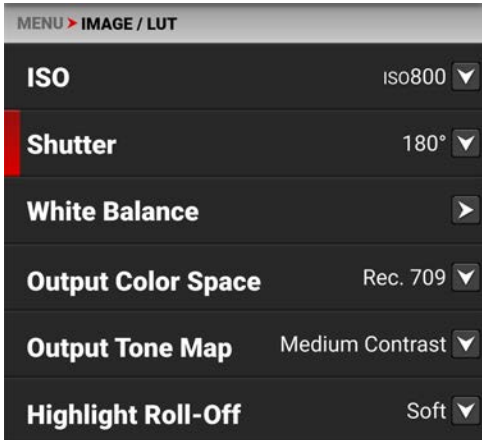 MENU > IMAGE / LUT
ISO ISO800
Shutter 180°
White Balance
Output Color Space Rec. 709
Output Tone Map Medium Contrast
Highlight Roll-Off Soft